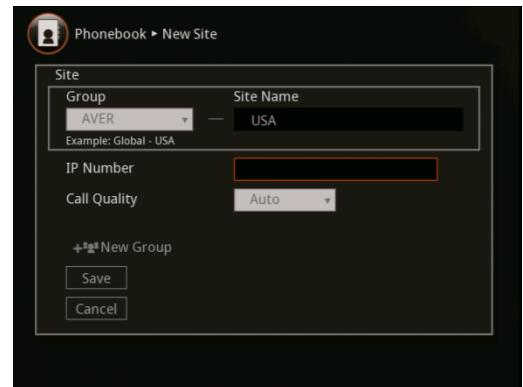 Phonebook ▸ New Site
Site
Group Site Name
AVER — USA
Example: Global - USA
IP Number
Call Quality Auto
+ New Group
Save
Cancel